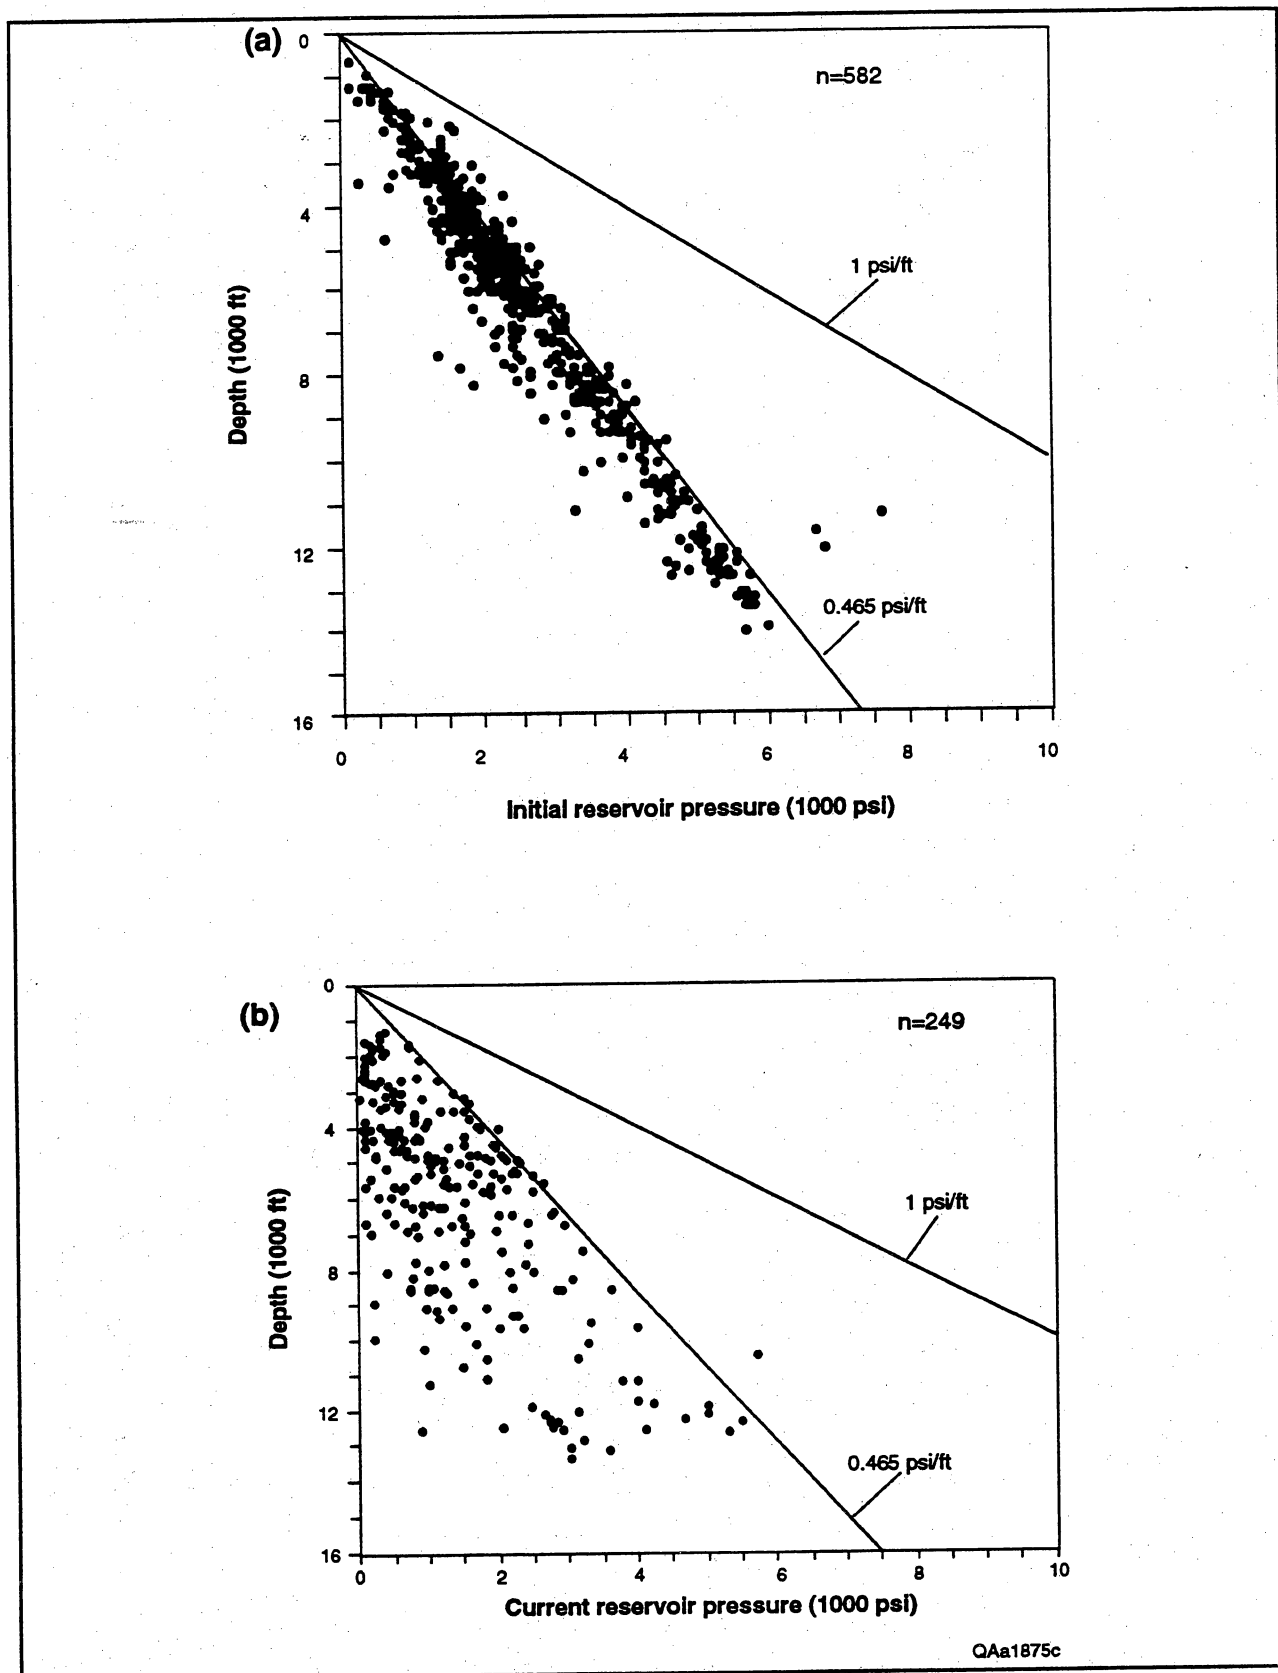 (a)
n=582
0
4
8
12
16
Depth (1000 ft)
1 psi/ft
0.465 psi/ft
0 2 4 6 8 10
Initial reservoir pressure (1000 psi)
(b)
n=249
0
4
8
12
16
Depth (1000 ft)
1 psi/ft
0.465 psi/ft
0 2 4 6 8 10
Current reservoir pressure (1000 psi)
QAa1875c